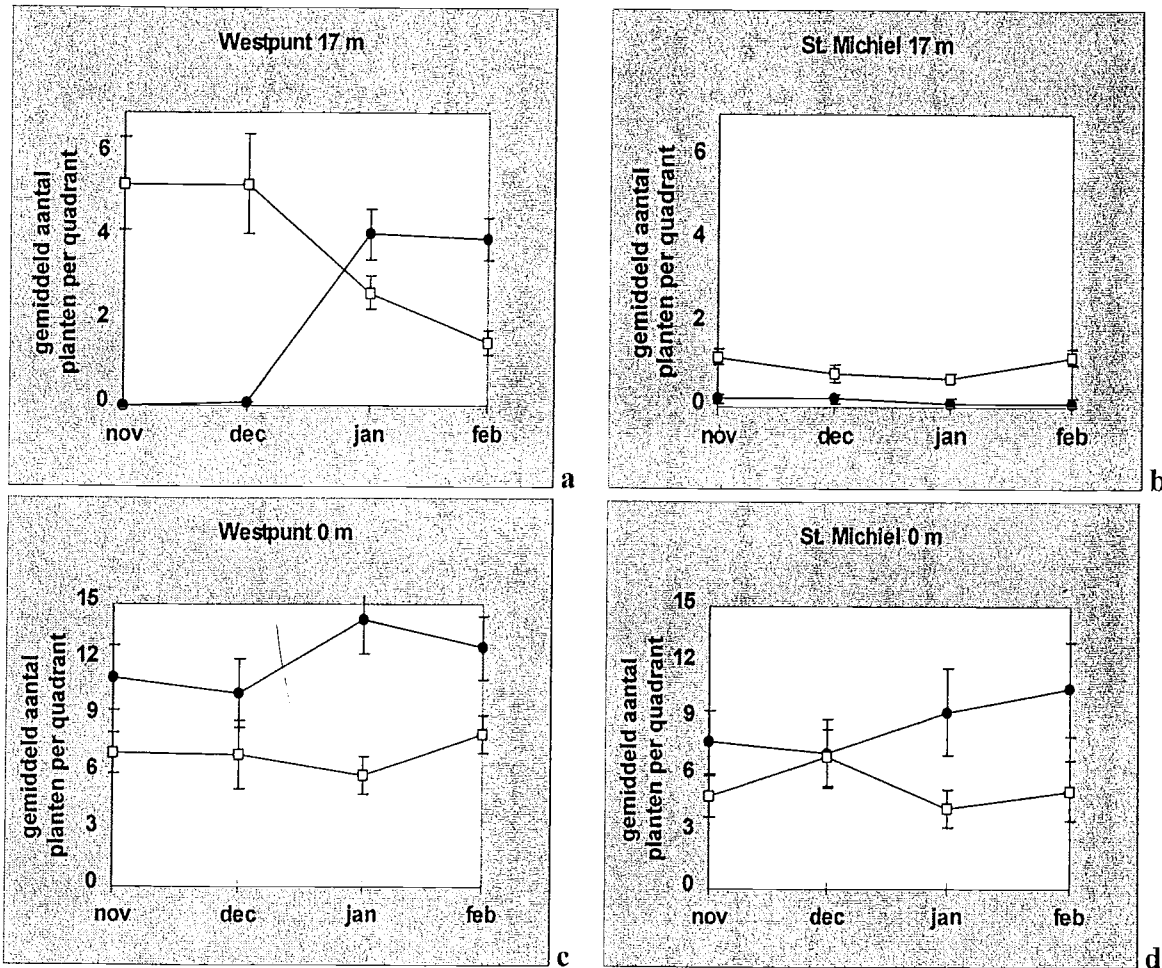 Westpunt 17 m
gemiddeld aantal
planten per quadrant
6
4
2
0
nov dec jan feb
a
St. Michiel 17 m
gemiddeld aantal
planten per quadrant
6
4
2
0
nov dec jan feb
b
Westpunt 0 m
gemiddeld aantal
planten per quadrant
15
12
9
6
3
0
nov dec jan feb
c
St. Michiel 0 m
gemiddeld aantal
planten per quadrant
15
12
9
6
3
0
nov dec jan feb
d